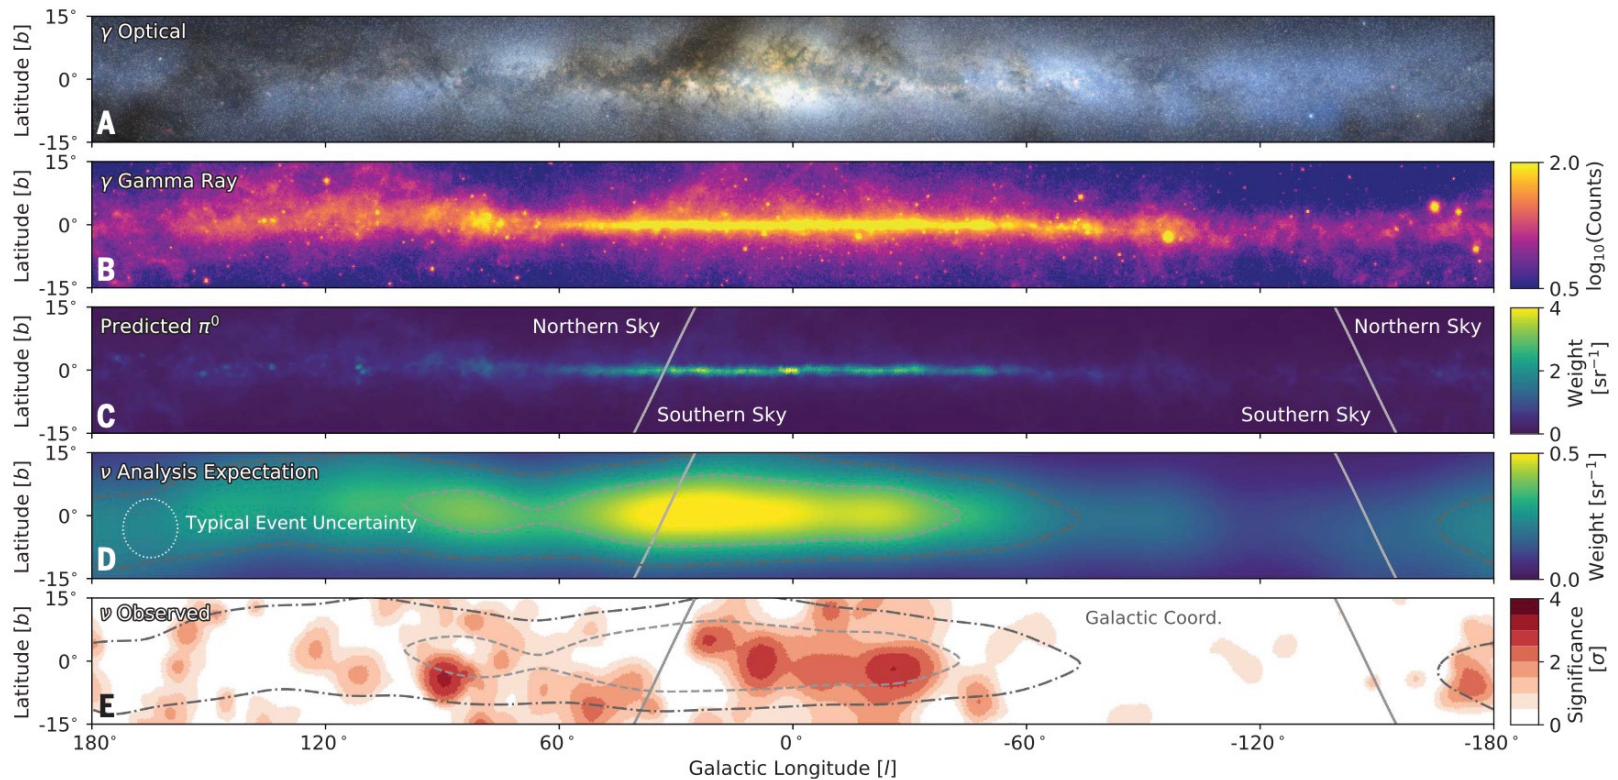 15°
γ Optical
Latitude [b]
0°
A
-15°
15°
γ Gamma Ray
Latitude [b]
0°
B
-15°
2.0
log₁₀(Counts)
0.5
15°
Predicted π⁰
Northern Sky
Northern Sky
Latitude [b]
0°
C
Southern Sky
Southern Sky
-15°
4
2
Weight
[sr⁻¹]
0
15°
ν Analysis Expectation
Latitude [b]
0°
Typical Event Uncertainty
D
-15°
0.5
Weight [sr⁻¹]
0.0
15°
ν Observed
Galactic Coord.
Latitude [b]
0°
E
-15°
4
2
Significance
[σ]
0
180°
120°
60°
0°
-60°
-120°
-180°
Galactic Longitude [l]